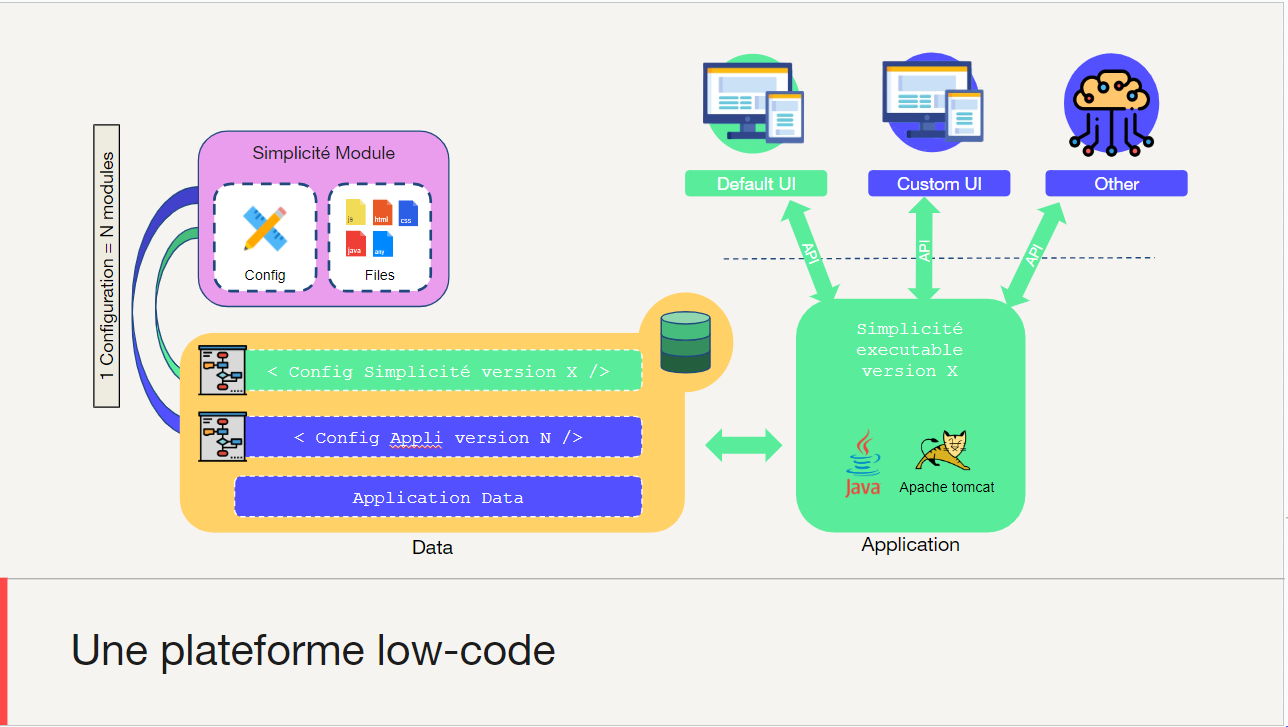 1 Configuration = N modules
Simplicité Module
Config
js
html
css
java
any
Files
Default UI
Custom UI
Other
API
API
API
< Config Simplicité version X />
< Config Appli version N />
Application Data
Data
Simplicité
executable
version X
Java
Apache tomcat
Application
Une plateforme low-code